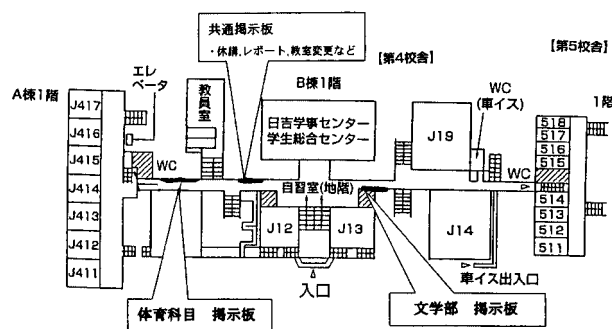 共通掲示板
・休講、レポート、教室変更など
【第4校舎】
【第5校舎】
A棟1階
エレベータ
教員室
B棟1階
WC
(車イス)
1階
J417
J416
J415
J414
J413
J412
J411
WC
日吉学事センター
学生総合センター
J19
WC
518
517
516
515
514
513
512
511
自習室(地階)
J12
J13
J14
入口
車イス出入口
体育科目 掲示板
文学部 掲示板